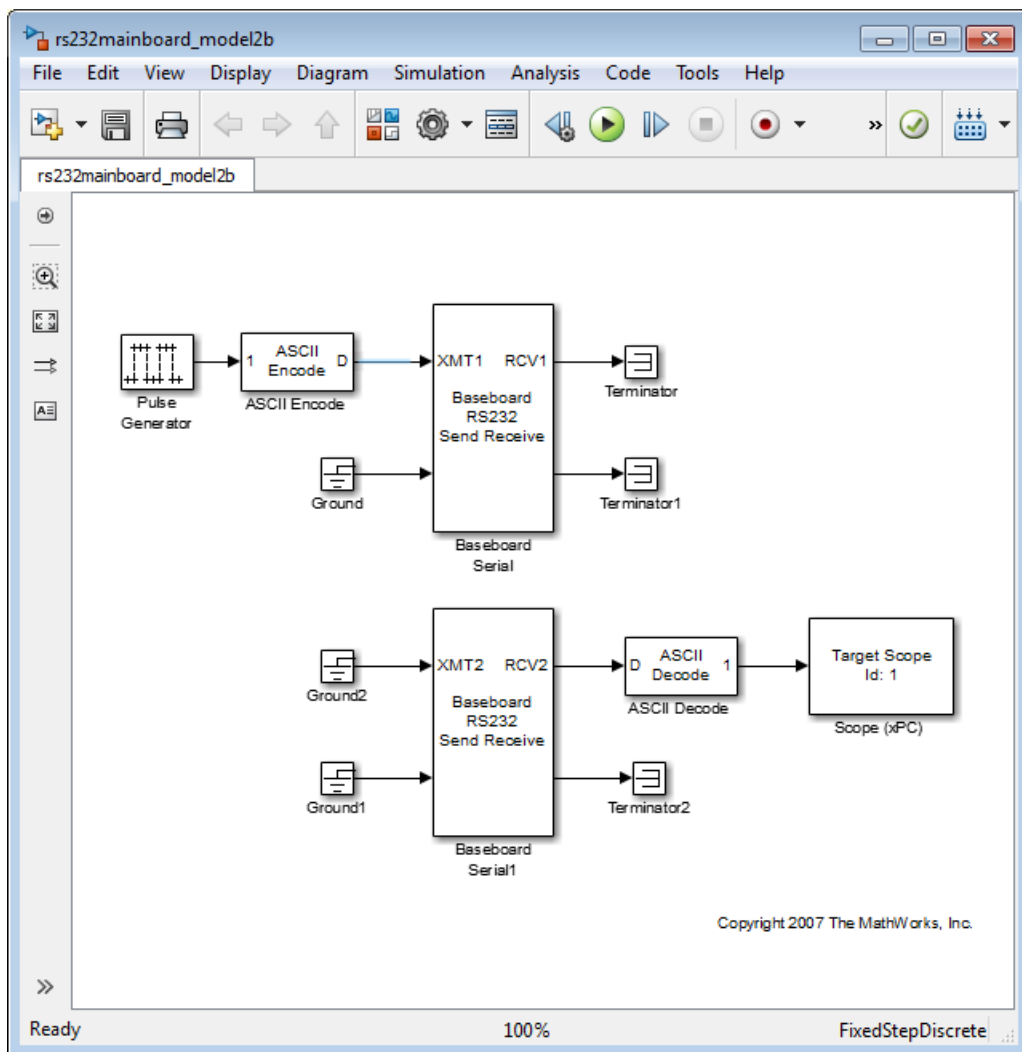 rs232mainboard_model2b
File Edit View Display Diagram Simulation Analysis Code Tools Help
rs232mainboard_model2b
1 ASCII Encode D
Pulse Generator
ASCII Encode
XMT1 RCV1
Baseboard
RS232
Send Receive
Terminator
Ground
Terminator1
Baseboard
Serial
XMT2 RCV2
Baseboard
RS232
Send Receive
Ground2
D ASCII Decode 1
ASCII Decode
Target Scope
Id: 1
Scope (xPC)
Ground1
Terminator2
Baseboard
Serial1
Copyright 2007 The MathWorks, Inc.
Ready 100% FixedStepDiscrete